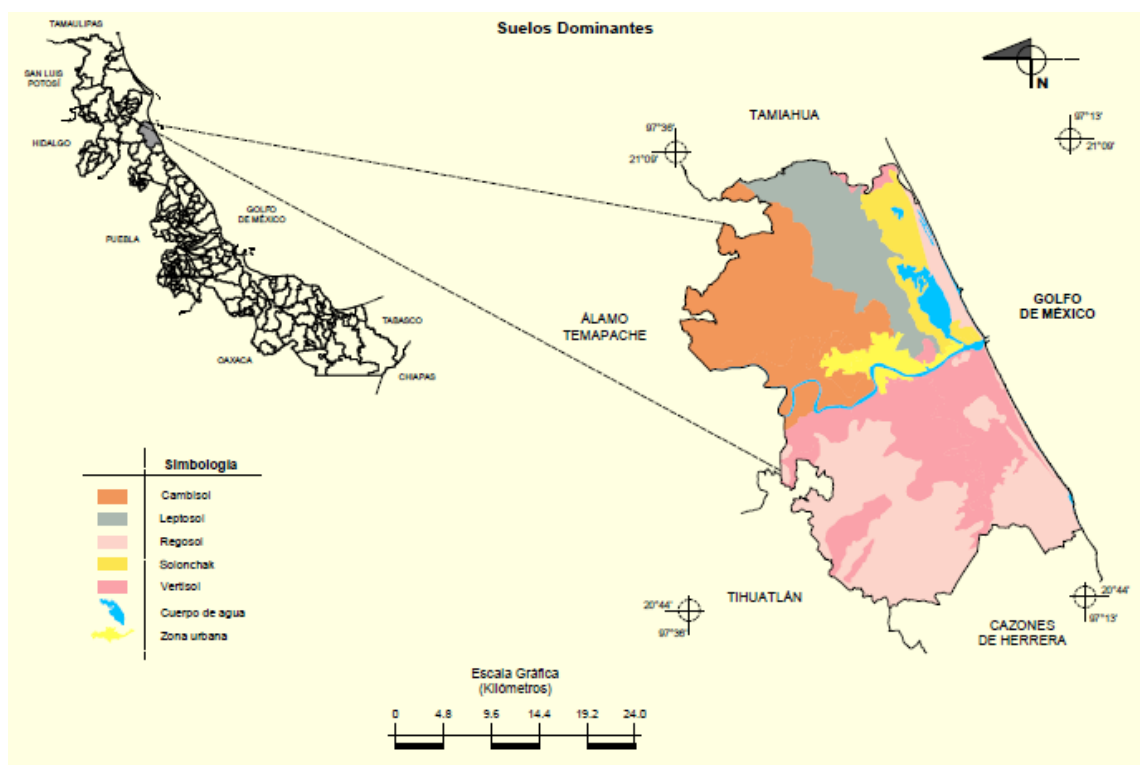 Suelos Dominantes
TAMAULIPAS
SAN LUIS
POTOSÍ
HIDALGO
PUEBLA
GOLFO
DE MÉXICO
TABASCO
OAXACA
CHIAPAS
N
TAMIAHUA
97°36'
21°09'
97°13'
21°09'
ÁLAMO
TEMAPACHE
GOLFO
DE MÉXICO
TIHUATLÁN
20°44'
97°36'
20°44'
97°13'
CAZONES
DE HERRERA
Simbología
Cambisol
Leptosol
Regosol
Solonchak
Vertisol
Cuerpo de agua
Zona urbana
Escala Gráfica
(Kilómetros)
0 4.8 9.6 14.4 19.2 24.0